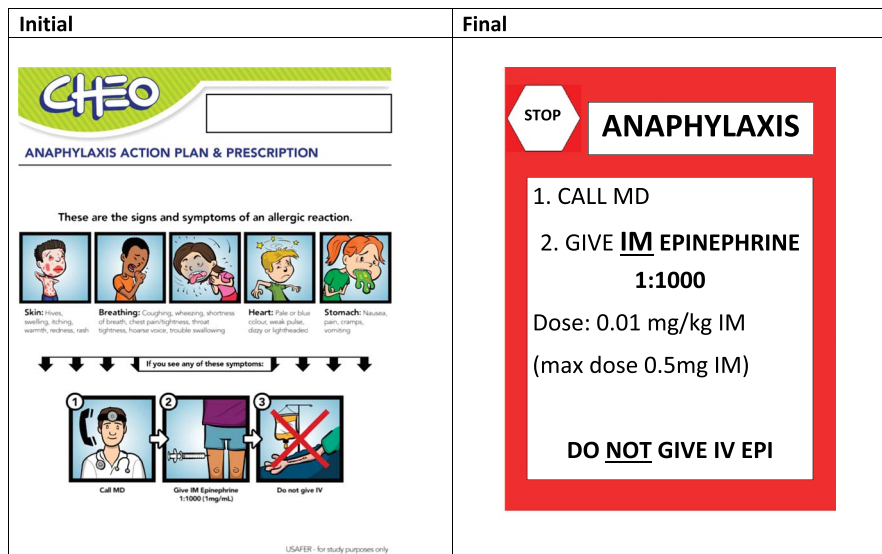 Initial
Final
CHEO
ANAPHYLAXIS ACTION PLAN & PRESCRIPTION
These are the signs and symptoms of an allergic reaction.
Skin: Hives,
swelling, itching,
warmth, redness, rash
Breathing: Coughing, wheezing, shortness
of breath, chest pain/tightness, throat
tightness, hoarse voice, trouble swallowing
Heart: Pale or blue
colour, weak pulse,
dizzy or lightheaded
Stomach: Nausea,
pain, cramps,
vomiting
If you see any of these symptoms:
1
2
3
Call MD
Give IM Epinephrine
1:1000 (1mg/mL)
Do not give IV
USAFER - for study purposes only
STOP
ANAPHYLAXIS
1. CALL MD
2. GIVE IM EPINEPHRINE
1:1000
Dose: 0.01 mg/kg IM
(max dose 0.5mg IM)
DO NOT GIVE IV EPI